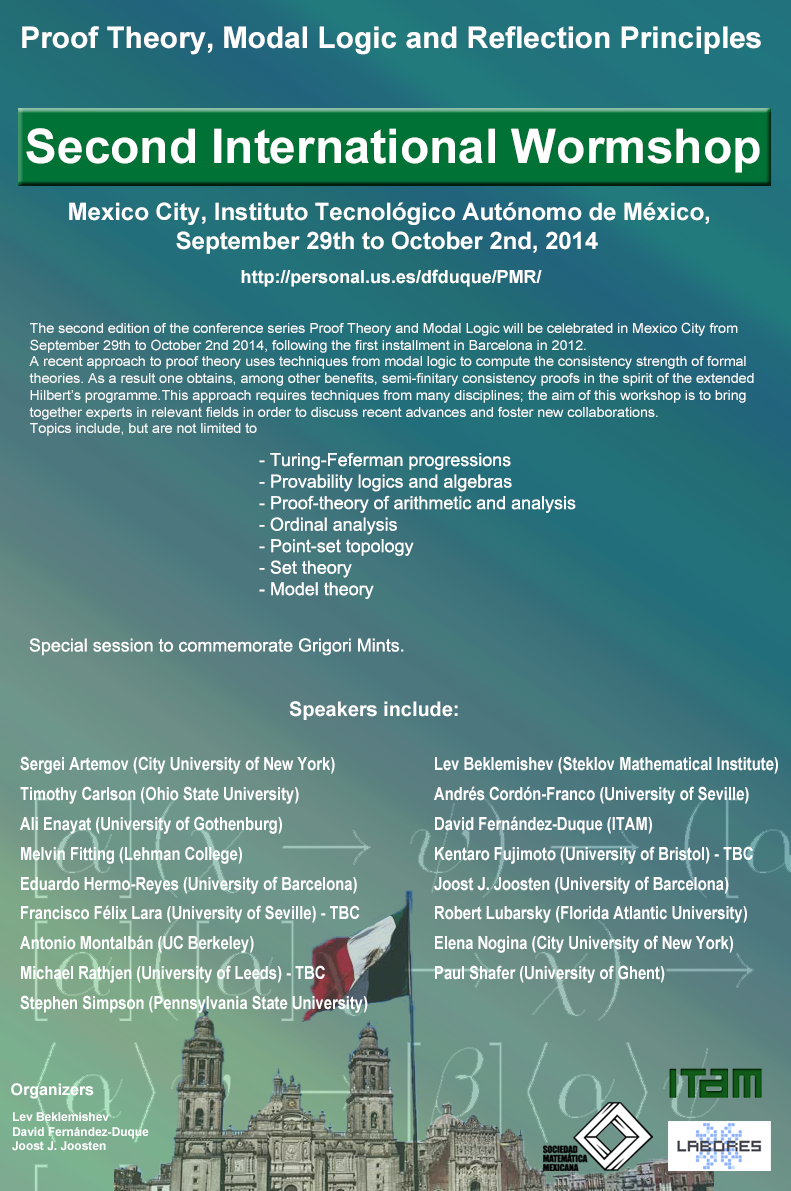 Proof Theory, Modal Logic and Reflection Principles
Second International Wormshop
Mexico City, Instituto Tecnológico Autónomo de México,
September 29th to October 2nd, 2014
http://personal.us.es/dfduque/PMR/
The second edition of the conference series Proof Theory and Modal Logic will be celebrated in Mexico City from
September 29th to October 2nd 2014, following the first installment in Barcelona in 2012.
A recent approach to proof theory uses techniques from modal logic to compute the consistency strength of formal
theories. As a result one obtains, among other benefits, semi-finitary consistency proofs in the spirit of the extended
Hilbert's programme.This approach requires techniques from many disciplines; the aim of this workshop is to bring
together experts in relevant fields in order to discuss recent advances and foster new collaborations.
Topics include, but are not limited to
- Turing-Feferman progressions
- Provability logics and algebras
- Proof-theory of arithmetic and analysis
- Ordinal analysis
- Point-set topology
- Set theory
- Model theory
Special session to commemorate Grigori Mints.
Speakers include:
Sergei Artemov (City University of New York)
Timothy Carlson (Ohio State University)
Ali Enayat (University of Gothenburg)
Melvin Fitting (Lehman College)
Eduardo Hermo-Reyes (University of Barcelona)
Francisco Félix Lara (University of Seville) - TBC
Antonio Montalbán (UC Berkeley)
Michael Rathjen (University of Leeds) - TBC
Stephen Simpson (Pennsylvania State University)
Lev Beklemishev (Steklov Mathematical Institute)
Andrés Cordón-Franco (University of Seville)
David Fernández-Duque (ITAM)
Kentaro Fujimoto (University of Bristol) - TBC
Joost J. Joosten (University of Barcelona)
Robert Lubarsky (Florida Atlantic University)
Elena Nogina (City University of New York)
Paul Shafer (University of Ghent)
Organizers
Lev Beklemishev
David Fernández-Duque
Joost J. Joosten
SOCIEDAD
MATEMÁTICA
MEXICANA
ITAM
LABORES